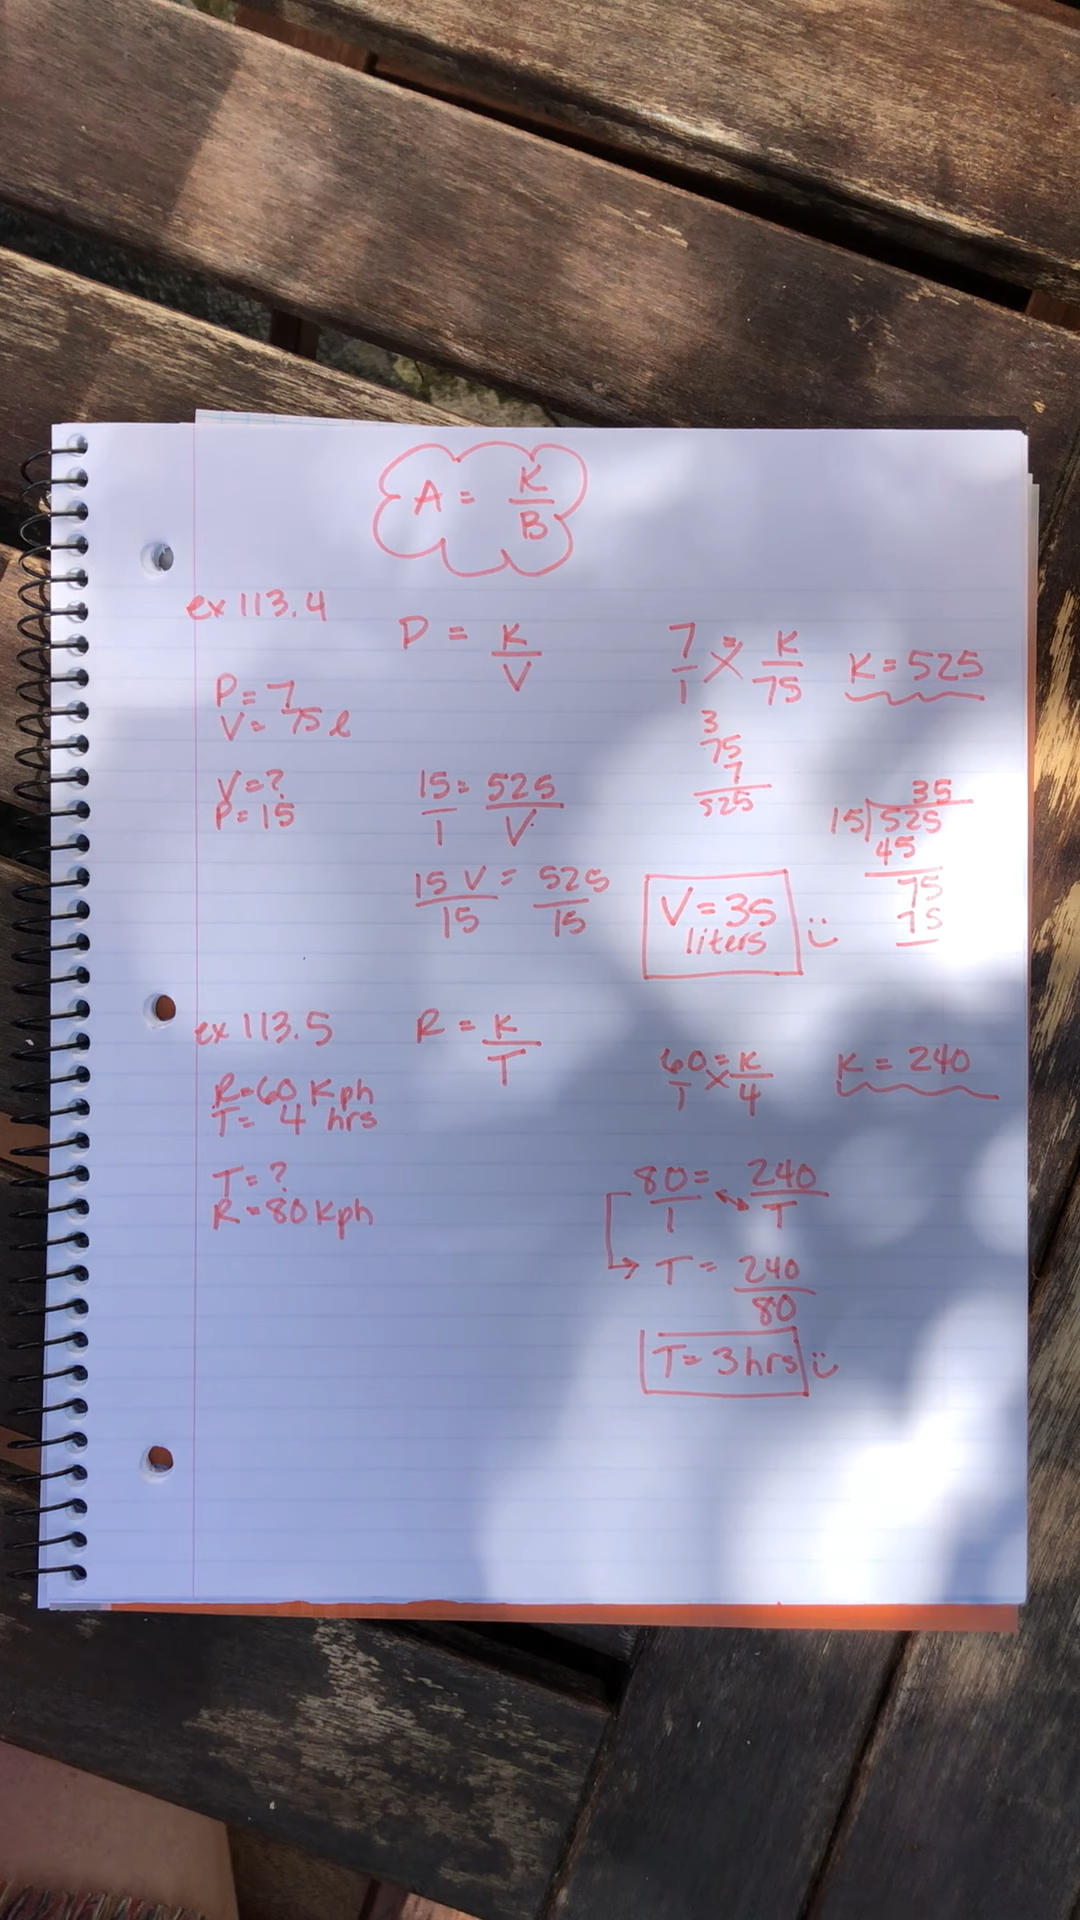 A = K/B
ex 113.4
P = K/V
7/1 = K/75
K = 525
P = 7
V = 75 l
3
75
7
525
V = ?
P = 15
15/1 = 525/V
35
15)525
45
75
75
15 V/15 = 525/15
V = 35
liters
ex 113.5
R = K/T
R = 60 Kph
T = 4 hrs
60/1 = K/4
K = 240
T = ?
R = 80 Kph
80/1 = 240/T
T = 240/80
T = 3 hrs